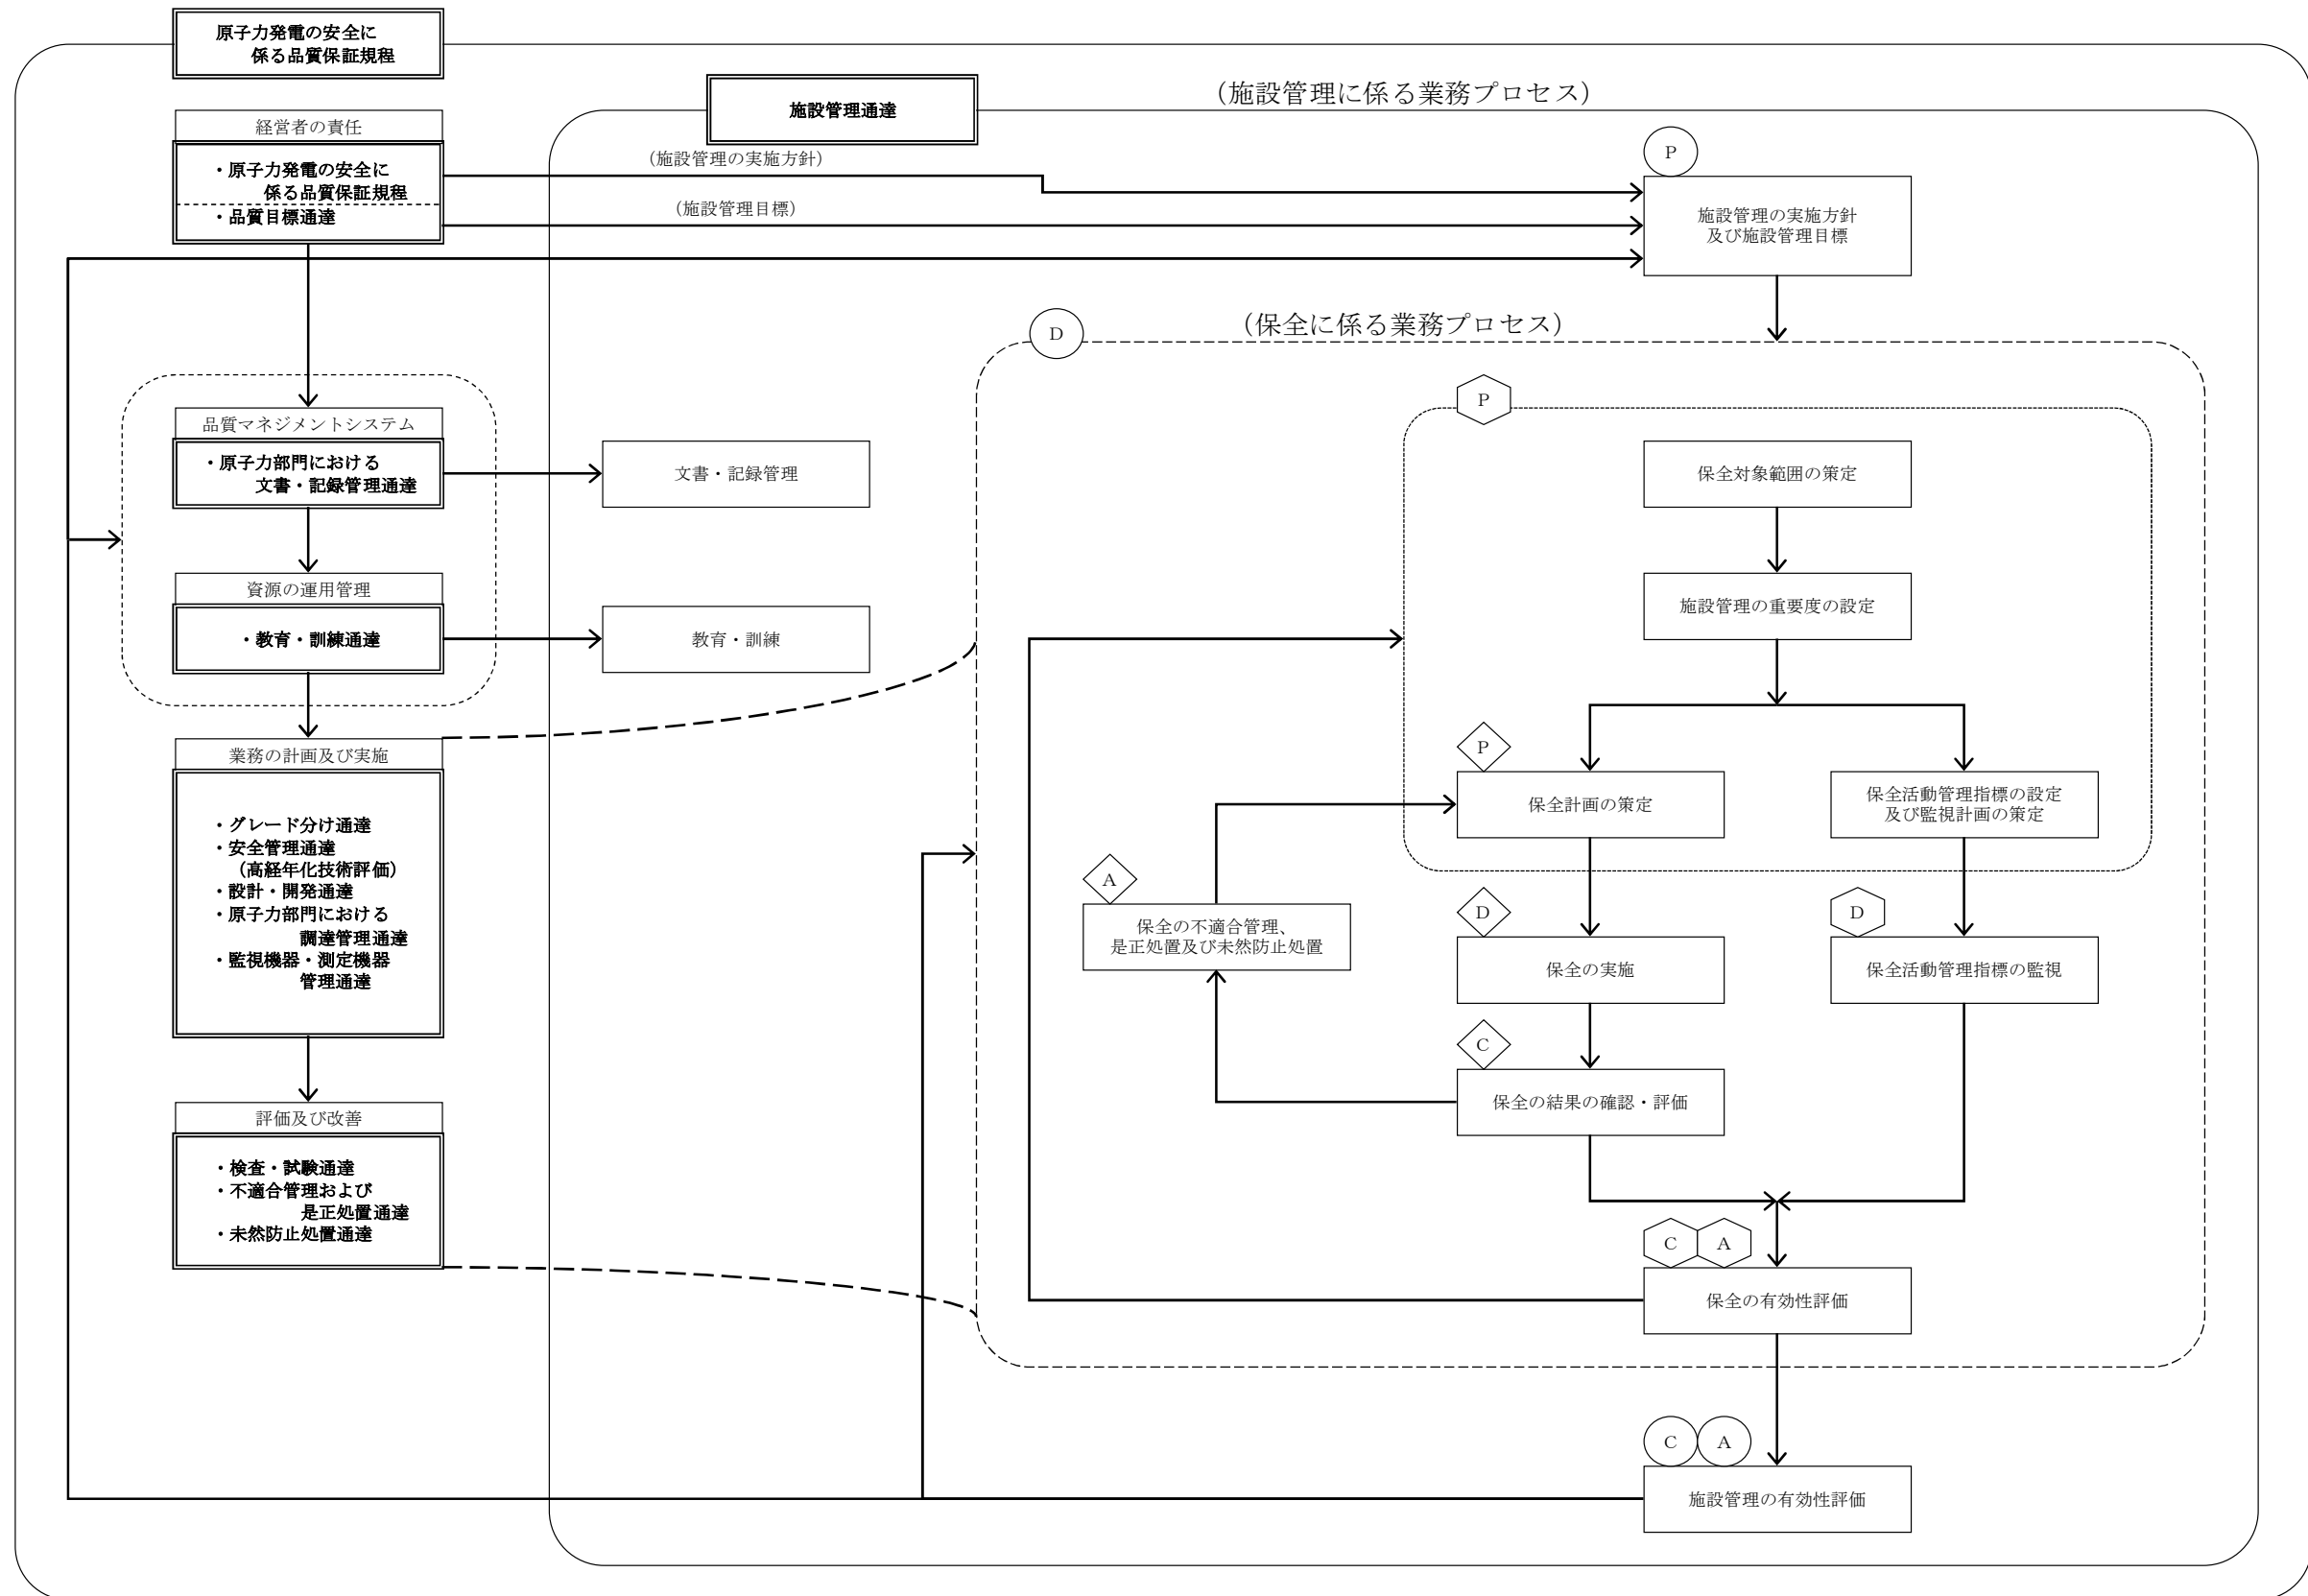 原子力発電の安全に
係る品質保証規程
施設管理通達
（施設管理に係る業務プロセス）
経営者の責任
・原子力発電の安全に
係る品質保証規程
・品質目標通達
（施設管理の実施方針）
（施設管理目標）
P
施設管理の実施方針
及び施設管理目標
D
（保全に係る業務プロセス）
品質マネジメントシステム
・原子力部門における
文書・記録管理通達
文書・記録管理
資源の運用管理
・教育・訓練通達
教育・訓練
業務の計画及び実施
・グレード分け通達
・安全管理通達
（高経年化技術評価）
・設計・開発通達
・原子力部門における
調達管理通達
・監視機器・測定機器
管理通達
評価及び改善
・検査・試験通達
・不適合管理および
是正処置通達
・未然防止処置通達
P
保全対象範囲の策定
施設管理の重要度の設定
P
保全計画の策定
保全活動管理指標の設定
及び監視計画の策定
A
保全の不適合管理、
是正処置及び未然防止処置
D
保全の実施
D
保全活動管理指標の監視
C
保全の結果の確認・評価
C
A
保全の有効性評価
C
A
施設管理の有効性評価